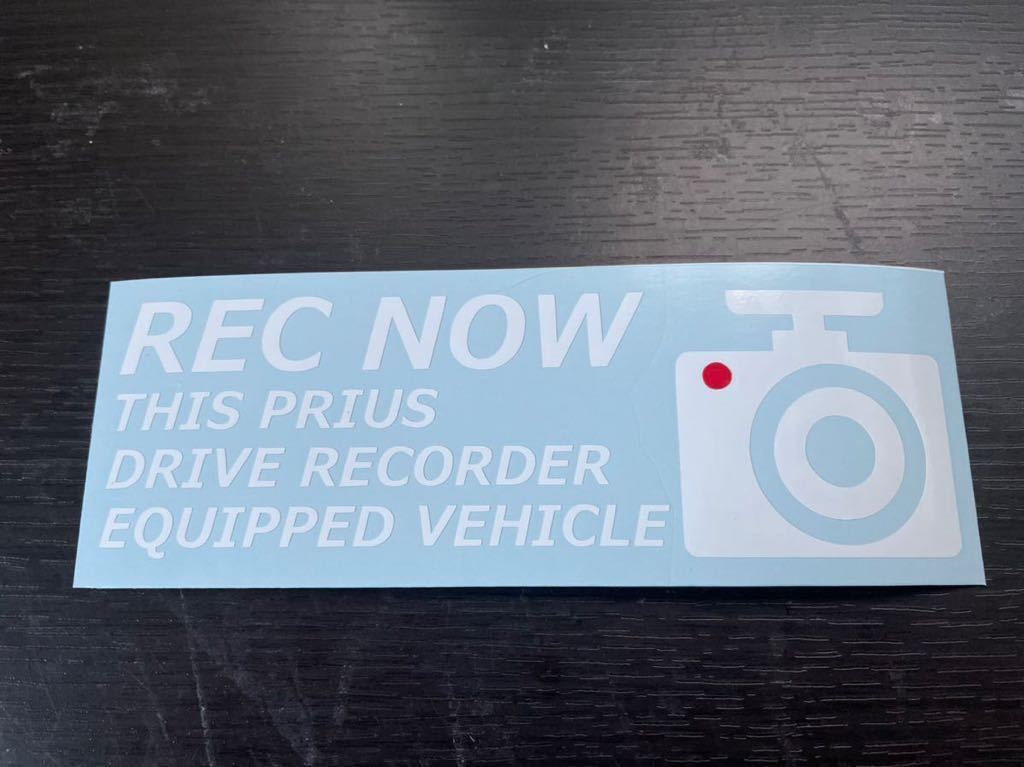 REC NOW
THIS PRIUS
DRIVE RECORDER
EQUIPPED VEHICLE